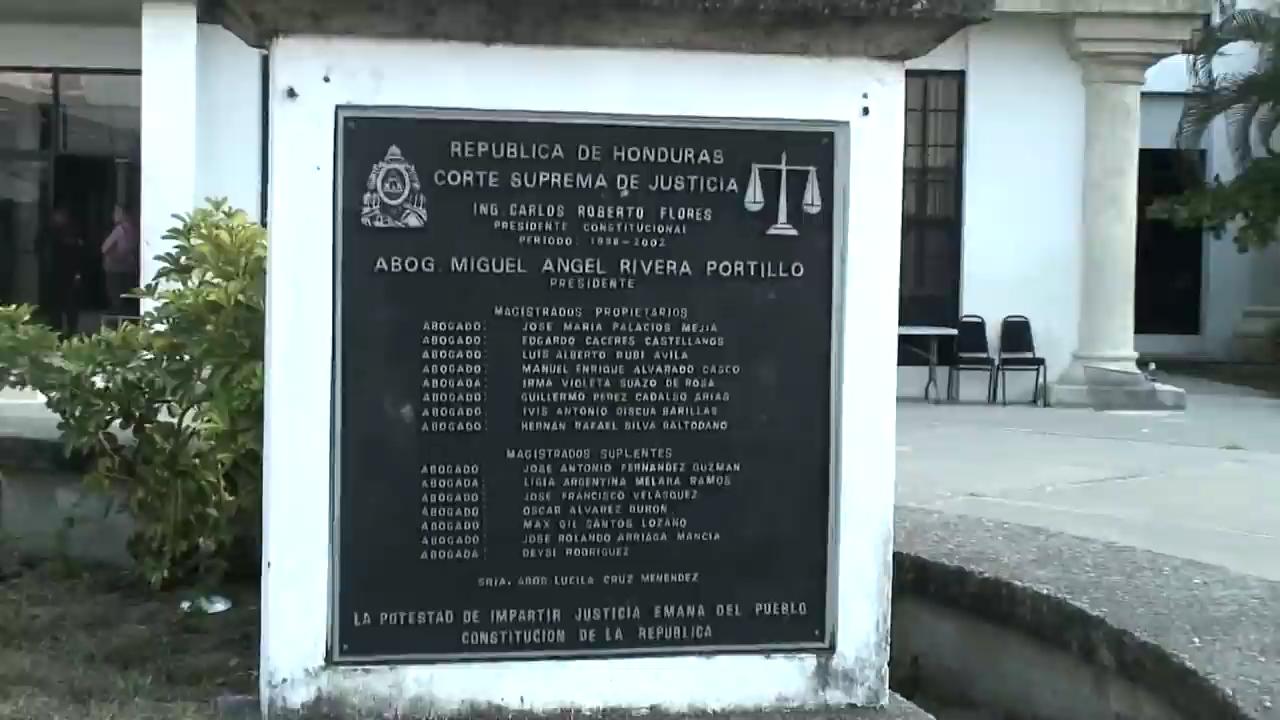 REPUBLICA DE HONDURAS
CORTE SUPREMA DE JUSTICIA
ING. CARLOS ROBERTO FLORES
PRESIDENTE CONSTITUCIONAL
PERIODO: 1998-2002
ABOG. MIGUEL ANGEL RIVERA PORTILLO
PRESIDENTE
MAGISTRADOS PROPIETARIOS
ABOGADO: JOSE MARIA PALACIOS MEJIA
ABOGADO: EDGARDO CACERES CASTELLANOS
ABOGADO: LUIS ALBERTO RUBI AVILA
ABOGADO: MANUEL ENRIQUE ALVARADO CASCO
ABOGADA: IRMA VIOLETA SUAZO DE ROSA
ABOGADO: GUILLERMO PEREZ CADALSO ARIAS
ABOGADO: IVIS ANTONIO DISCUA BARILLAS
ABOGADO: HERNAN RAFAEL SILVA BALTODANO
MAGISTRADOS SUPLENTES
ABOGADO: JOSE ANTONIO FERNANDEZ GUZMAN
ABOGADA: LIGIA ARGENTINA MELARA RAMOS
ABOGADO: JOSE FRANCISCO VELASQUEZ
ABOGADO: OSCAR ALVAREZ DURON
ABOGADO: MAX GIL SANTOS LOZANO
ABOGADO: JOSE ROLANDO ARRIAGA MANCIA
ABOGADA: DEYSI RODRIGUEZ
SRIA. ABOG. LUCILA CRUZ MENENDEZ
LA POTESTAD DE IMPARTIR JUSTICIA EMANA DEL PUEBLO
CONSTITUCION DE LA REPUBLICA